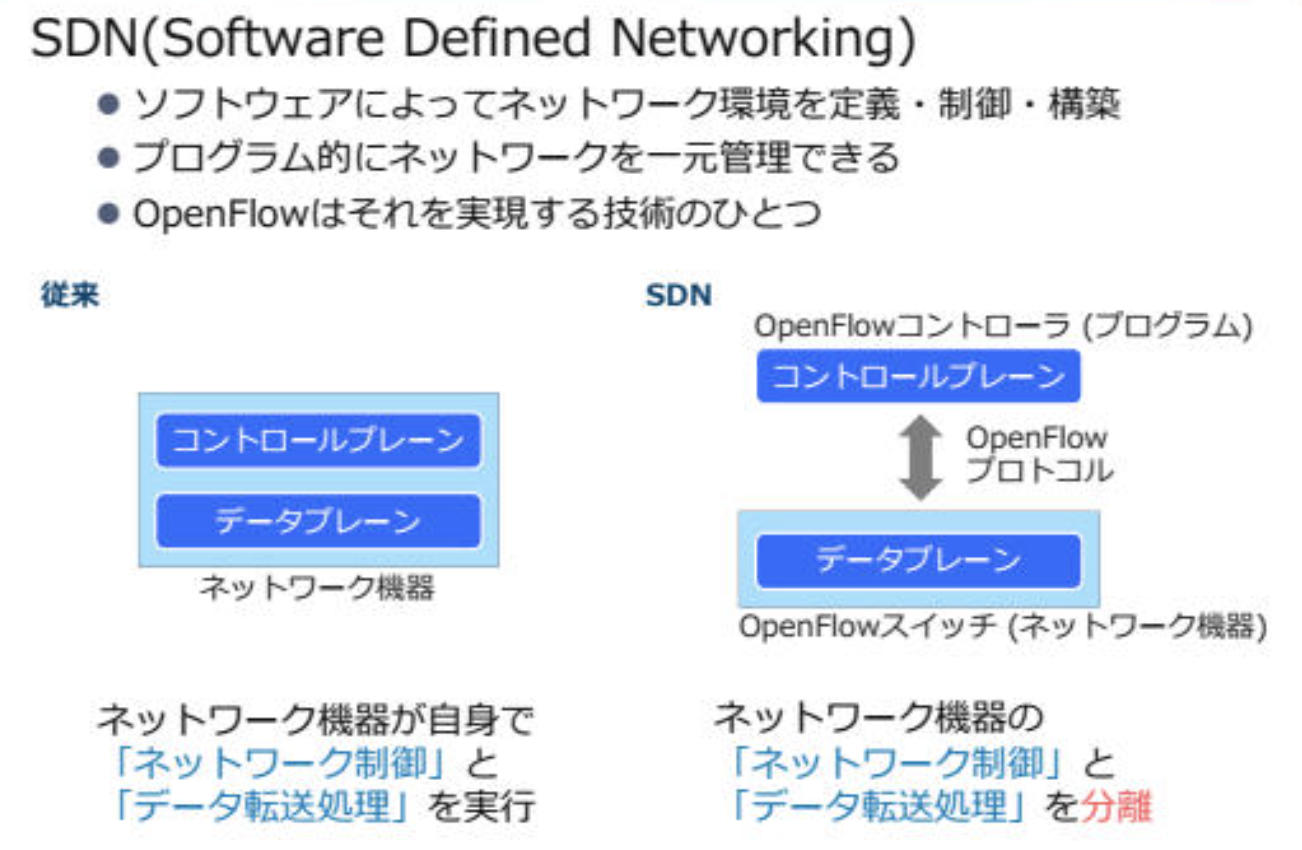 SDN(Software Defined Networking)
● ソフトウェアによってネットワーク環境を定義・制御・構築
● プログラム的にネットワークを一元管理できる
● OpenFlowはそれを実現する技術のひとつ
従来
コントロールプレーン
データプレーン
ネットワーク機器
ネットワーク機器が自身で
「ネットワーク制御」と
「データ転送処理」を実行
SDN
OpenFlowコントローラ (プログラム)
コントロールプレーン
OpenFlow
プロトコル
データプレーン
OpenFlowスイッチ (ネットワーク機器)
ネットワーク機器の
「ネットワーク制御」と
「データ転送処理」を分離